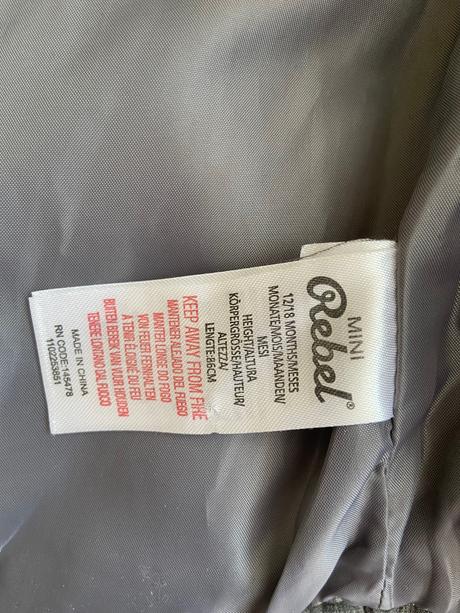 MINI
Rebel®
12/18 MONTHS/MESES
MONATE/MOIS/MAANDEN/
MESI
HEIGHT/ALTURA
KÖRPERGRÖSSE/HAUTEUR/
ALTEZZA/
LENGTE:86CM
KEEP AWAY FROM FIRE
MANTENER ALEJADO DEL FUEGO
MANTER LONGE DO FOGO
VON FEUER FERNHALTEN
A TENIR ÉLOIGNÉ DU FEU
BUITEN BEREIK VAN VUUR HOUDEN
TENERE LONTANO DAL FUOCO
MADE IN CHINA
RN CODE:145478
1102253851